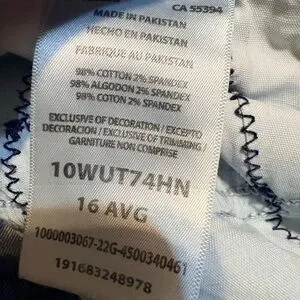 CA 55394
MADE IN PAKISTAN
HECHO EN PAKISTAN
FABRIQUE AU PAKISTAN
98% COTTON 2% SPANDEX
98% ALGODON 2% SPANDEX
98% COTON 2% SPANDEX
EXCLUSIVE OF DECORATION / EXCEPTO
DECORACION / EXCLUSIVE OF TRIMMING /
GARNITURE NON COMPRISE
10WUT74HN
16 AVG
1000003067-22G-4500340461
191683248978